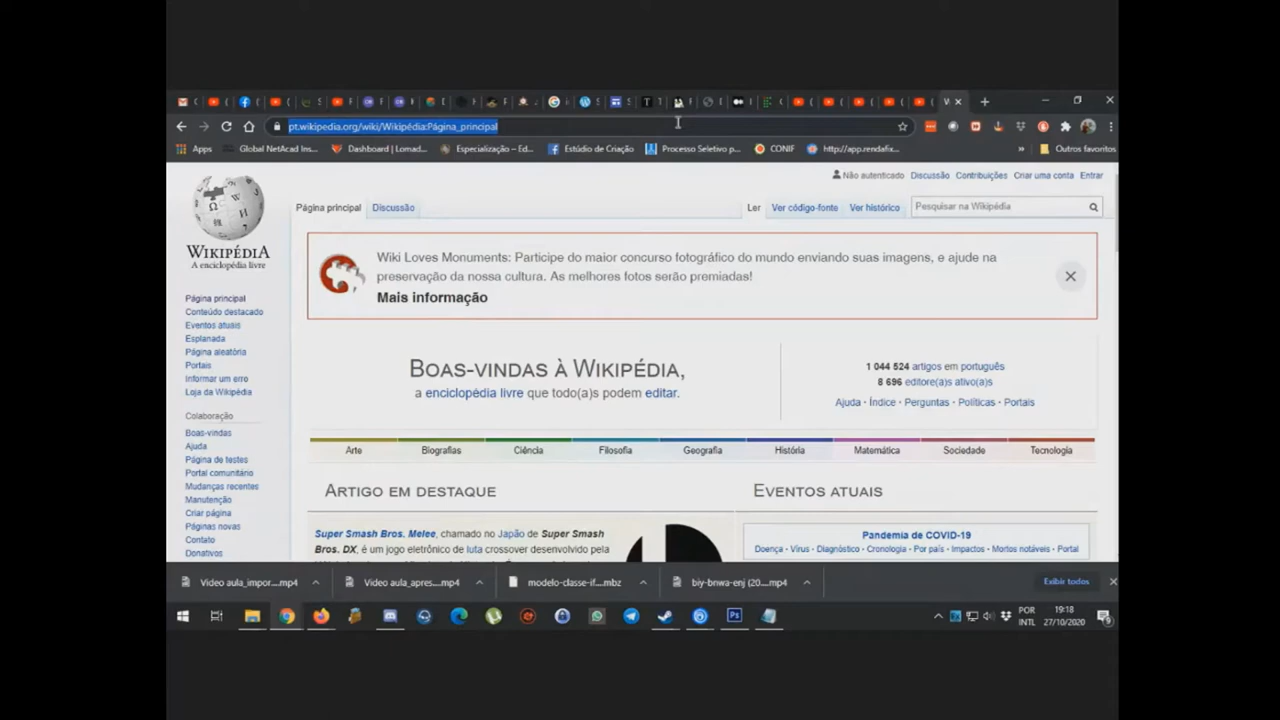 pt.wikipedia.org/wiki/Wikipédia:Página_principal
Apps Global NetAcad Ins... Dashboard | Lomad... Especialização – Ed... Estúdio de Criação Processo Seletivo p... CONIF http://app.rendafix... » Outros favoritos
Não autenticado Discussão Contribuições Criar uma conta Entrar
Página principal Discussão Ler Ver código-fonte Ver histórico Pesquisar na Wikipédia
WIKIPÉDIA
A enciclopédia livre
Página principal
Conteúdo destacado
Eventos atuais
Esplanada
Página aleatória
Portais
Informar um erro
Loja da Wikipédia
Colaboração
Boas-vindas
Ajuda
Página de testes
Portal comunitário
Mudanças recentes
Manutenção
Criar página
Páginas novas
Contato
Donativos
Wiki Loves Monuments: Participe do maior concurso fotográfico do mundo enviando suas imagens, e ajude na
preservação da nossa cultura. As melhores fotos serão premiadas!
Mais informação
Boas-vindas à Wikipédia,
a enciclopédia livre que todo(a)s podem editar.
1 044 524 artigos em português
8 696 editore(a)s ativo(a)s
Ajuda · Índice · Perguntas · Políticas · Portais
Arte Biografias Ciência Filosofia Geografia História Matemática Sociedade Tecnologia
Artigo em destaque
Super Smash Bros. Melee, chamado no Japão de Super Smash
Bros. DX, é um jogo eletrônico de luta crossover desenvolvido pela
Eventos atuais
Pandemia de COVID-19
Doença · Vírus · Diagnóstico · Cronologia · Por país · Impactos · Mortos notáveis · Portal
Video aula_impor....mp4 Video aula_apres....mp4 modelo-classe-if....mbz biy-bnwa-enj (20....mp4 Exibir todos
POR 19:18
INTL 27/10/2020